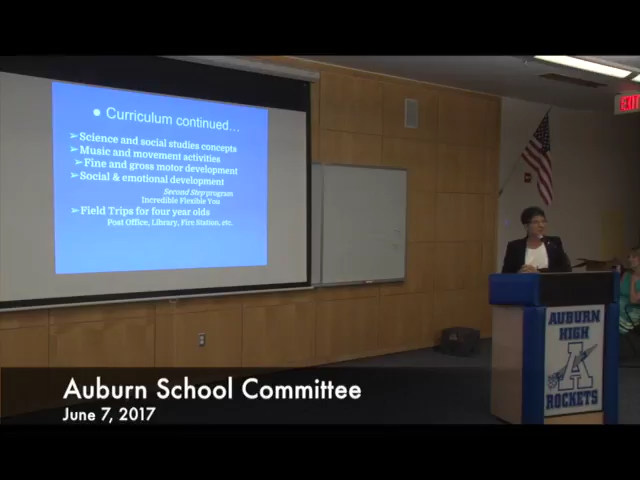 Curriculum continued...
Science and social studies concepts
Music and movement activities
Fine and gross motor development
Social & emotional development
Second Step program
Incredible Flexible You
Field Trips for four year olds
Post Office, Library, Fire Station, etc.
EXIT
AUBURN
HIGH
A
ROCKETS
Auburn School Committee
June 7, 2017